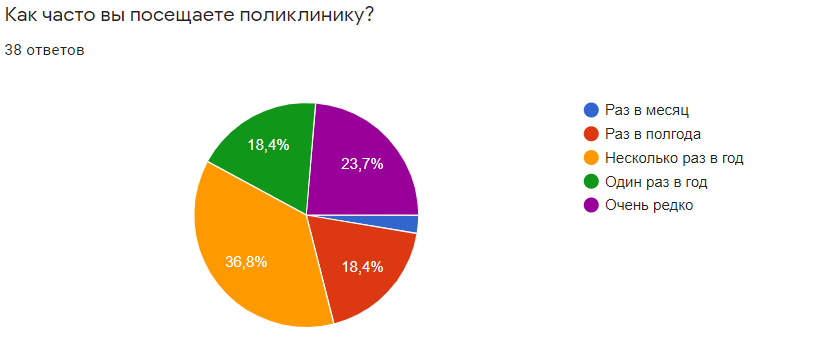 Как часто вы посещаете поликлинику?
38 ответов
18,4%
23,7%
36,8%
18,4%
Раз в месяц
Раз в полгода
Несколько раз в год
Один раз в год
Очень редко